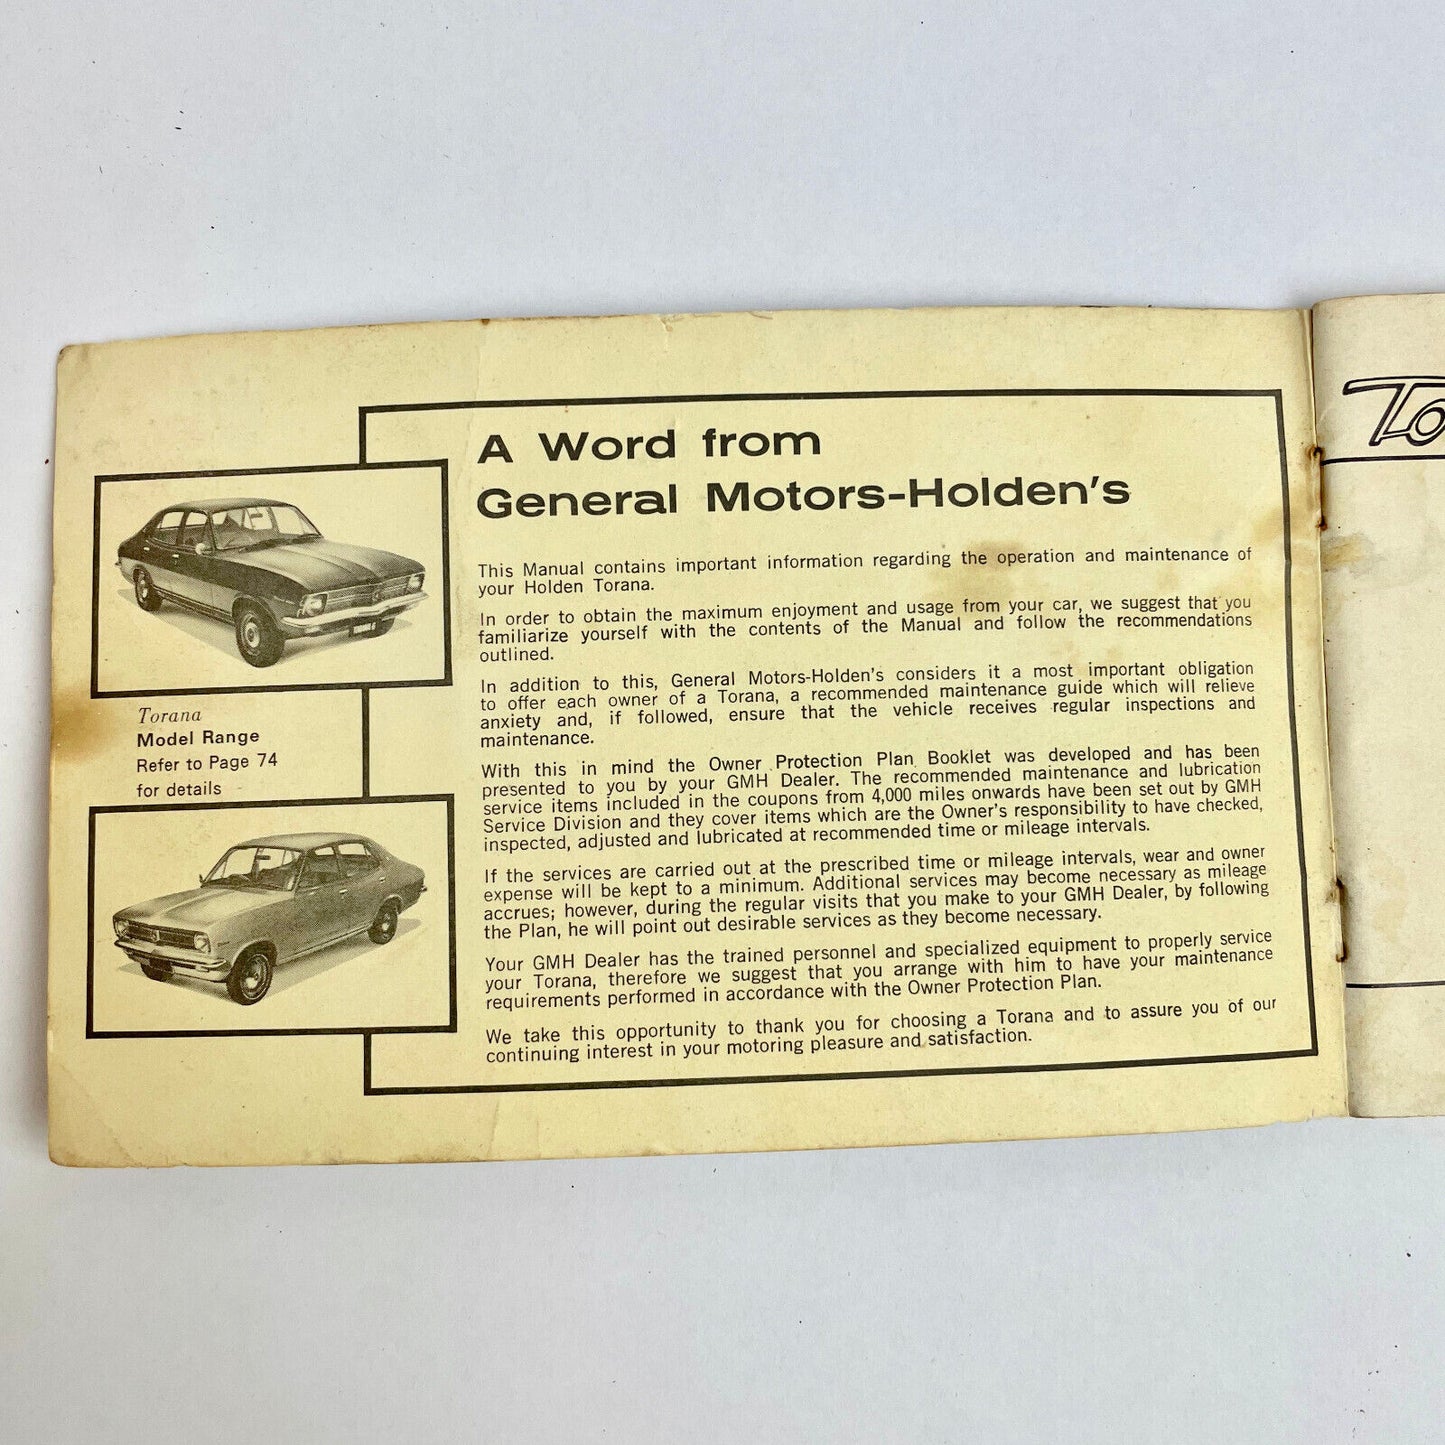 A Word from
General Motors-Holden's
This Manual contains important information regarding the operation and maintenance of
your Holden Torana.
In order to obtain the maximum enjoyment and usage from your car, we suggest that you
familiarize yourself with the contents of the Manual and follow the recommendations
outlined.
In addition to this, General Motors-Holden's considers it a most important obligation
to offer each owner of a Torana, a recommended maintenance guide which will relieve
anxiety and, if followed, ensure that the vehicle receives regular inspections and
maintenance.
With this in mind the Owner Protection Plan Booklet was developed and has been
presented to you by your GMH Dealer. The recommended maintenance and lubrication
service items included in the coupons from 4,000 miles onwards have been set out by GMH
Service Division and they cover items which are the Owner's responsibility to have checked,
inspected, adjusted and lubricated at recommended time or mileage intervals.
If the services are carried out at the prescribed time or mileage intervals, wear and owner
expense will be kept to a minimum. Additional services may become necessary as mileage
accrues; however, during the regular visits that you make to your GMH Dealer, by following
the Plan, he will point out desirable services as they become necessary.
Your GMH Dealer has the trained personnel and specialized equipment to properly service
your Torana, therefore we suggest that you arrange with him to have your maintenance
requirements performed in accordance with the Owner Protection Plan.
We take this opportunity to thank you for choosing a Torana and to assure you of our
continuing interest in your motoring pleasure and satisfaction.
Torana
Model Range
Refer to Page 74
for details
To